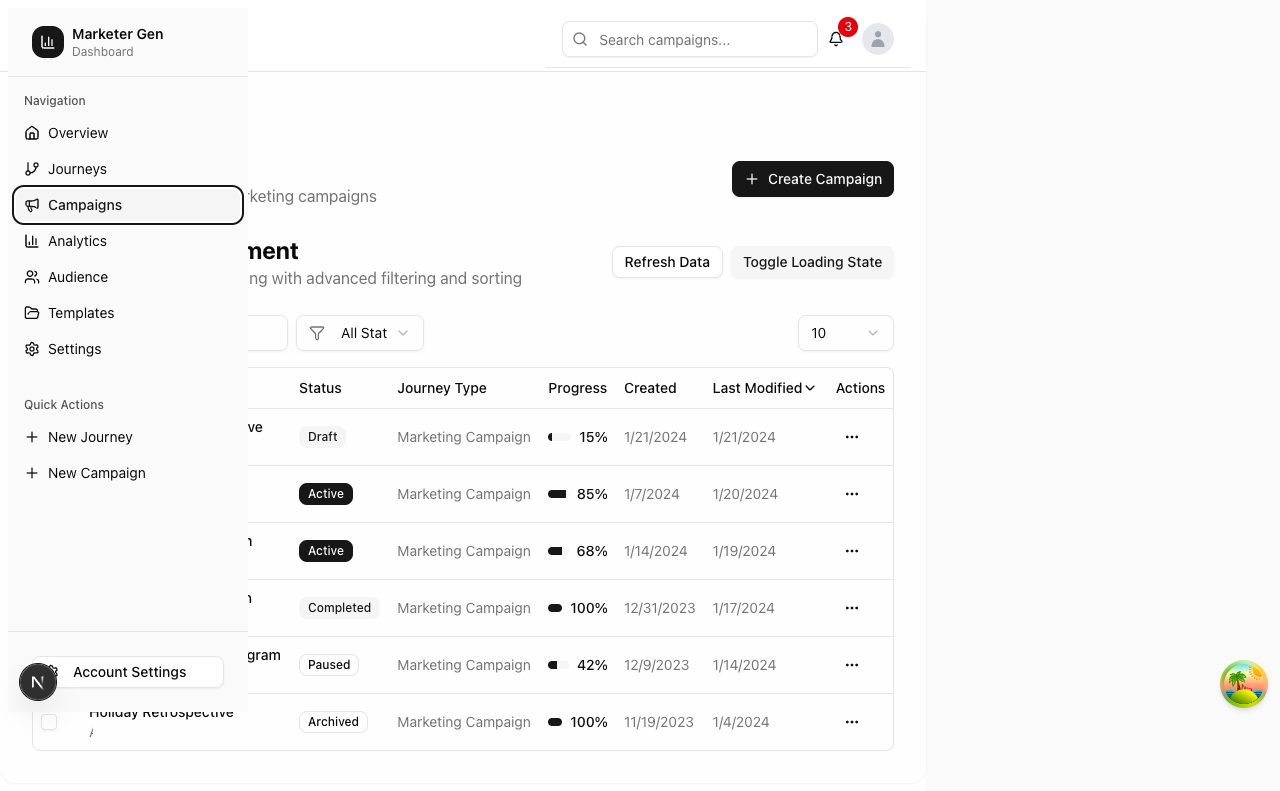 Marketer Gen
Dashboard
Search campaigns...
3
Navigation
Overview
Journeys
Campaigns
Analytics
Audience
Templates
Settings
Quick Actions
New Journey
New Campaign
Account Settings
N
keting campaigns
Create Campaign
ment
ng with advanced filtering and sorting
Refresh Data
Toggle Loading State
All Stat
10
Status Journey Type Progress Created Last Modified Actions
ve Draft Marketing Campaign 15% 1/21/2024 1/21/2024
Active Marketing Campaign 85% 1/7/2024 1/20/2024
n Active Marketing Campaign 68% 1/14/2024 1/19/2024
n Completed Marketing Campaign 100% 12/31/2023 1/17/2024
gram Paused Marketing Campaign 42% 12/9/2023 1/14/2024
Holiday Retrospective Archived Marketing Campaign 100% 11/19/2023 1/4/2024